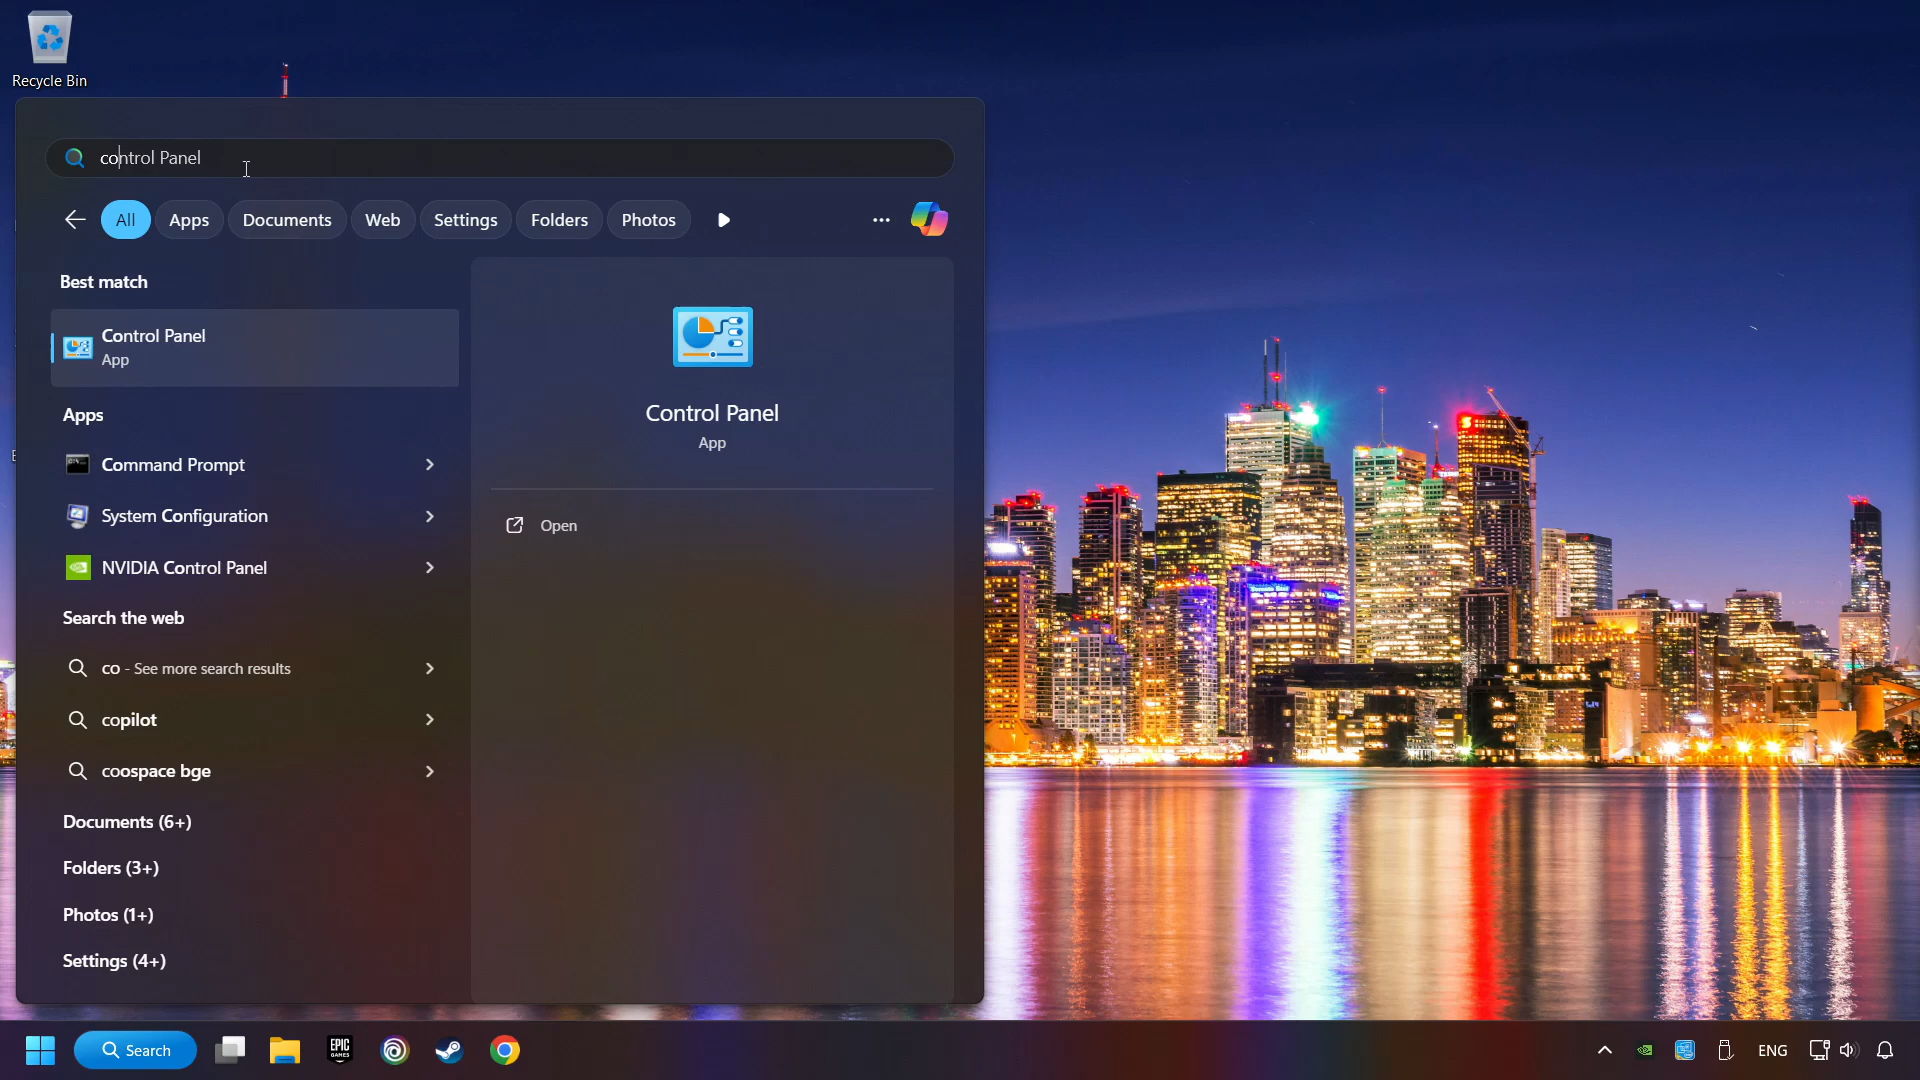 Recycle Bin
control Panel
All
Apps
Documents
Web
Settings
Folders
Photos
Best match
Control Panel
App
Apps
Command Prompt
System Configuration
NVIDIA Control Panel
Search the web
co - See more search results
copilot
coospace bge
Documents (6+)
Folders (3+)
Photos (1+)
Settings (4+)
Control Panel
App
Open
Search
EPIC
GAMES
ENG